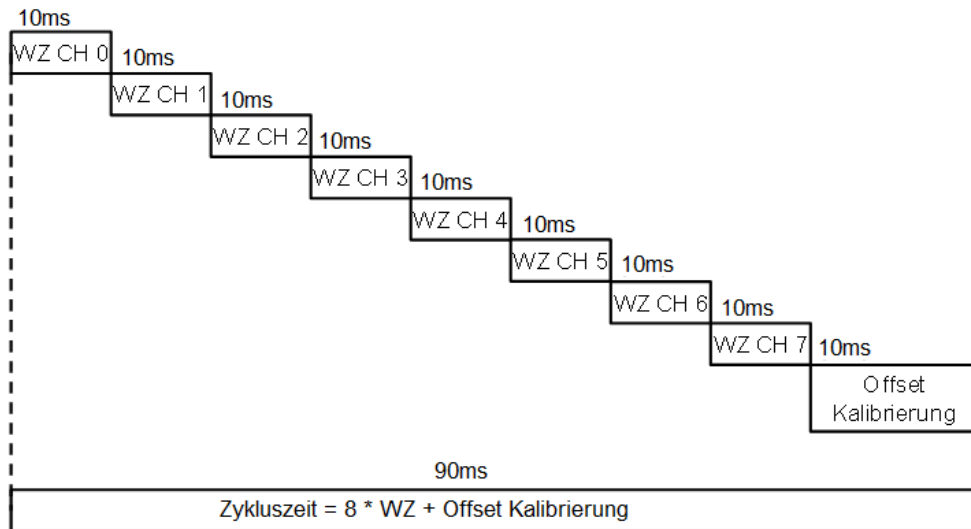 10ms
WZ CH 0
10ms
WZ CH 1
10ms
WZ CH 2
10ms
WZ CH 3
10ms
WZ CH 4
10ms
WZ CH 5
10ms
WZ CH 6
10ms
WZ CH 7
10ms
Offset
Kalibrierung
90ms
Zykluszeit = 8 * WZ + Offset Kalibrierung